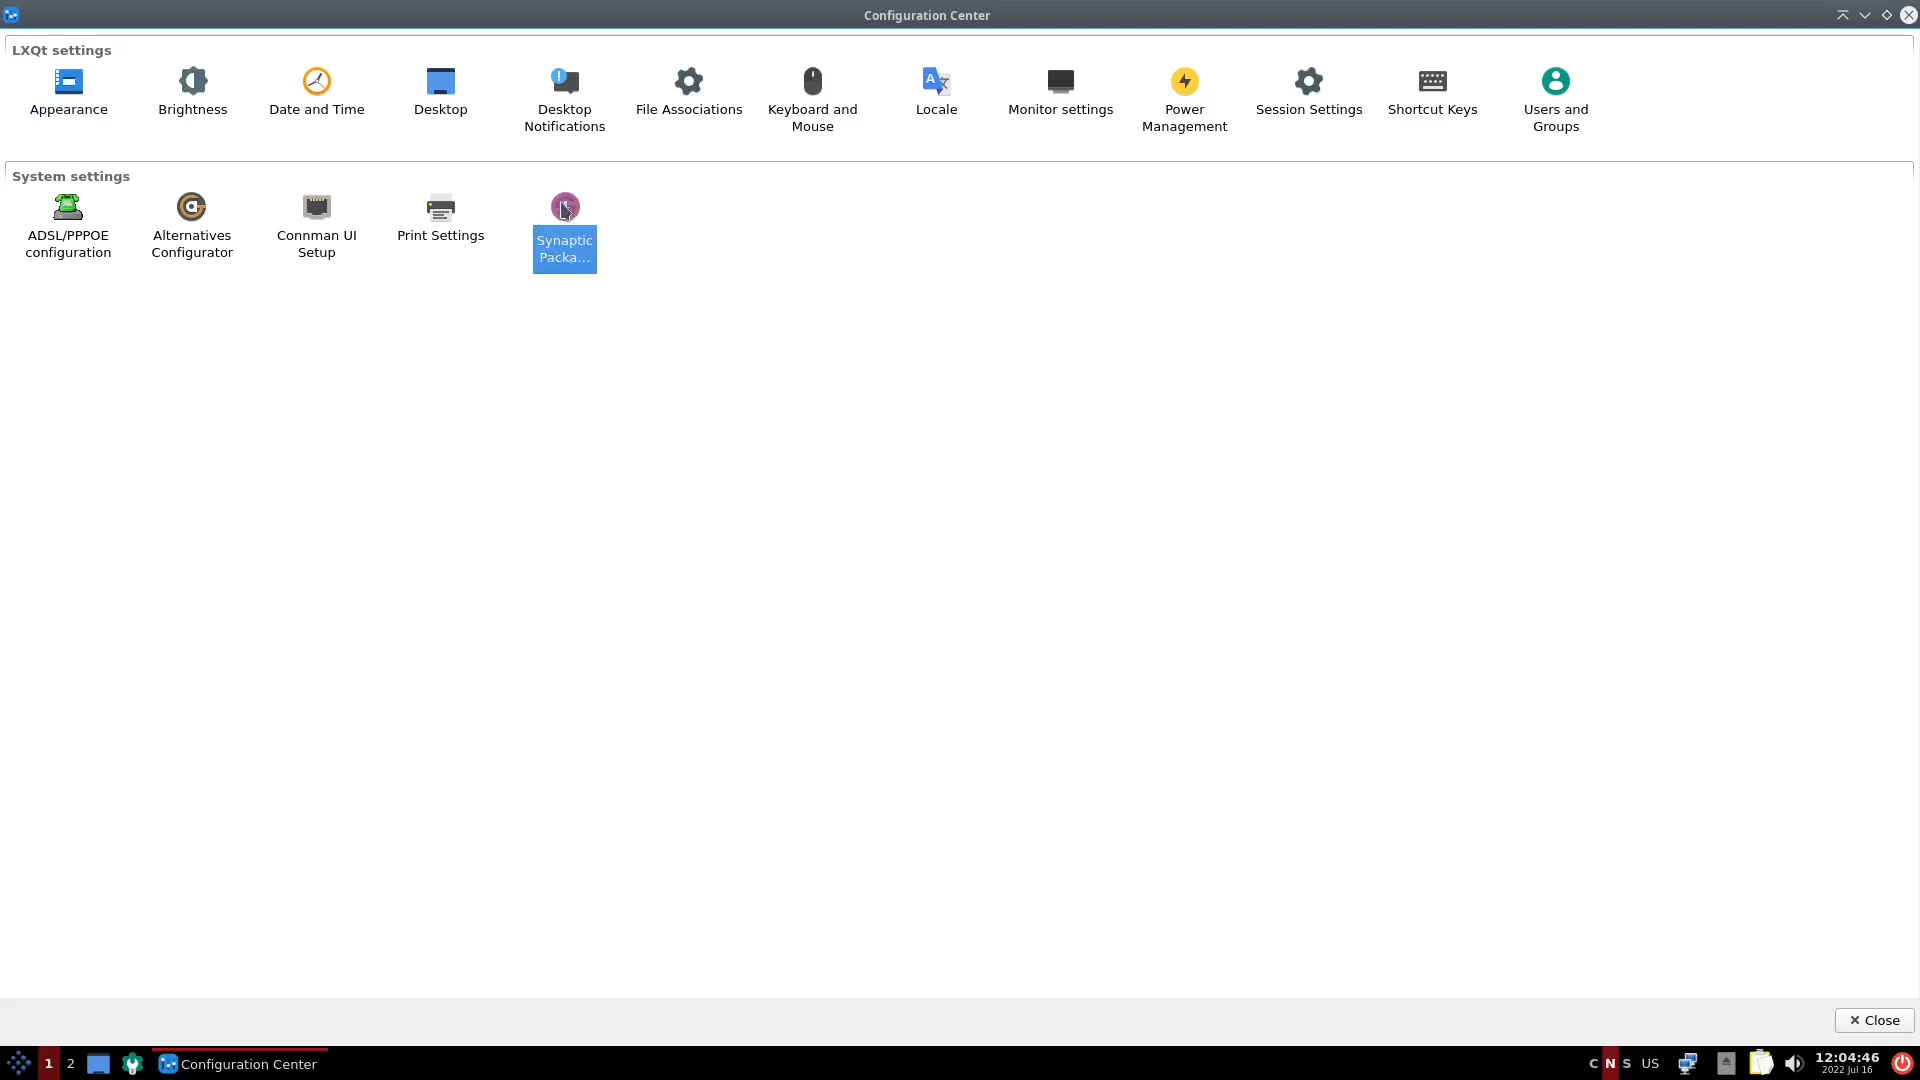 Configuration Center
LXQt settings
Appearance
Brightness
Date and Time
Desktop
Desktop
Notifications
File Associations
Keyboard and
Mouse
Locale
Monitor settings
Power
Management
Session Settings
Shortcut Keys
Users and
Groups
System settings
ADSL/PPPOE
configuration
Alternatives
Configurator
Connman UI
Setup
Print Settings
Synaptic
Packa...
Close
1 2 Configuration Center C N S US 12:04:46
2022 Jul 16